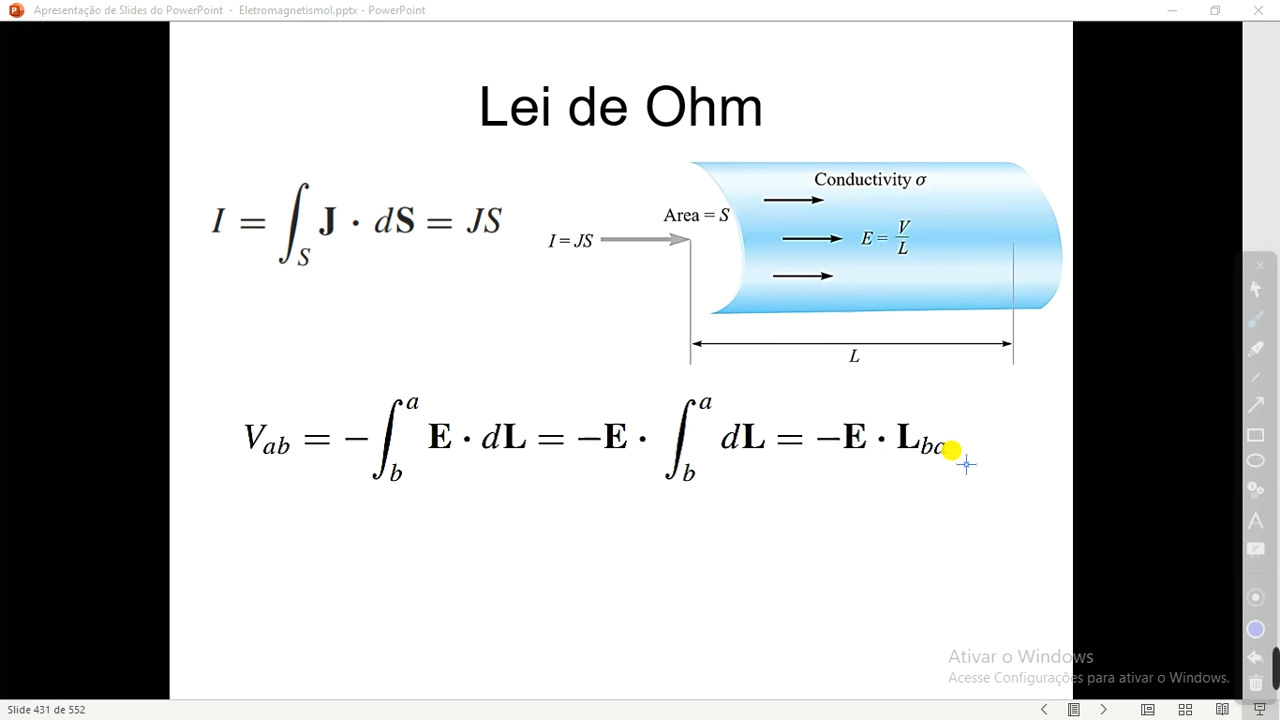 Apresentação de Slides do PowerPoint - Eletromagnetismol.pptx - PowerPoint
Lei de Ohm
I = ∫_S J · dS = JS
Conductivity σ
Area = S
I = JS
E = V/L
L
V_ab = −∫_b^a E · dL = −E · ∫_b^a dL = −E · L_ba
Ativar o Windows
Acesse Configurações para ativar o Windows.
Slide 431 de 552